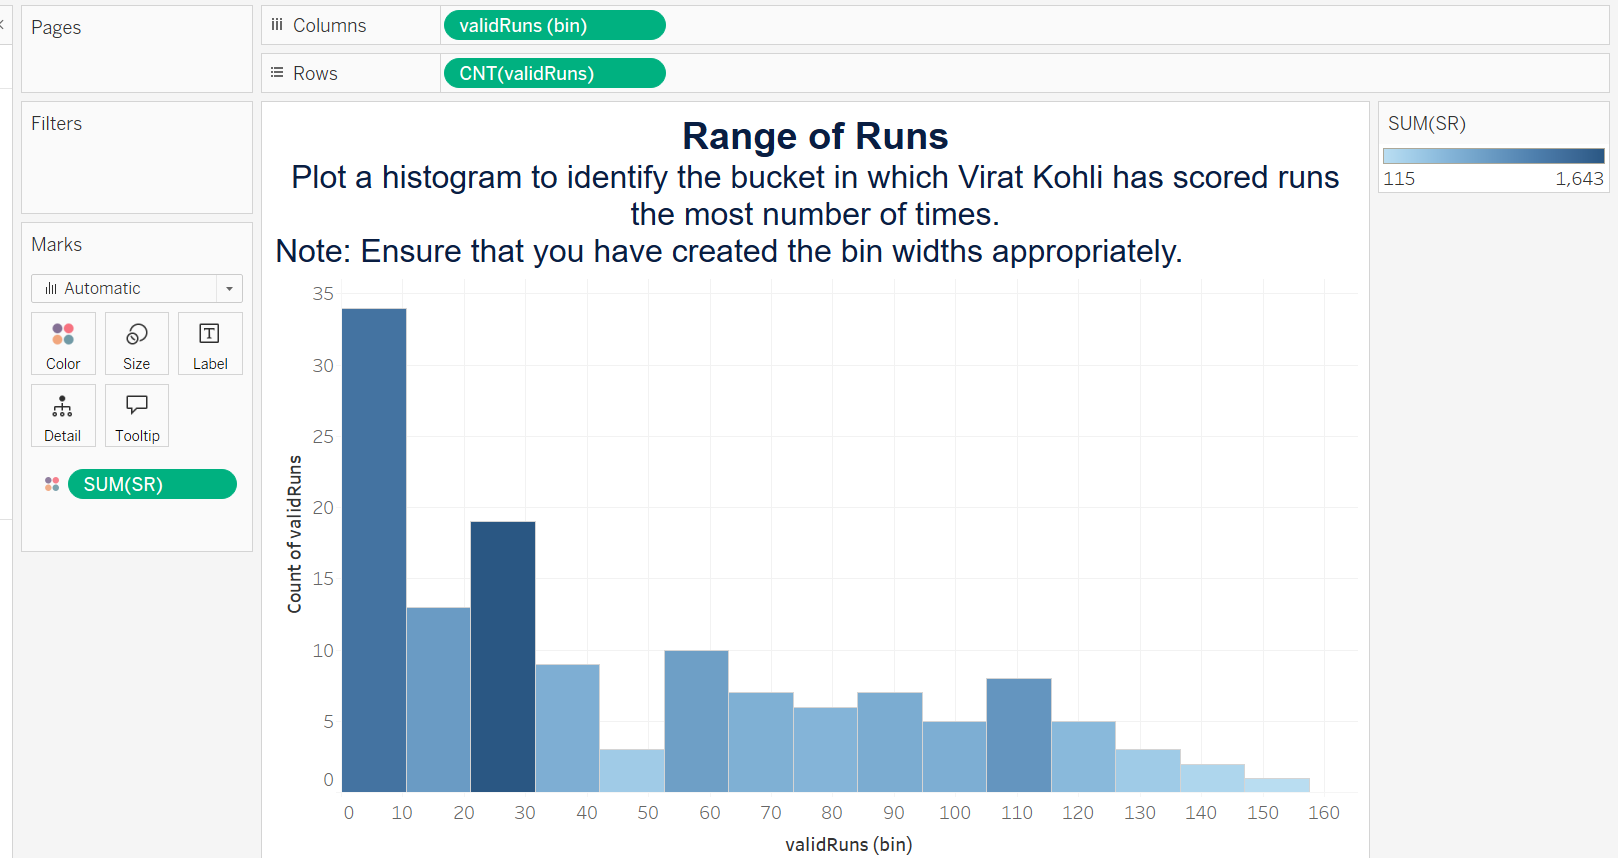 Pages
Columns
validRuns (bin)
Rows
CNT(validRuns)
Filters
Marks
Automatic
Color
Size
Label
Detail
Tooltip
SUM(SR)
Range of Runs
Plot a histogram to identify the bucket in which Virat Kohli has scored runs
the most number of times.
Note: Ensure that you have created the bin widths appropriately.
35
30
25
20
15
10
5
0
Count of validRuns
0 10 20 30 40 50 60 70 80 90 100 110 120 130 140 150 160
validRuns (bin)
SUM(SR)
115 1,643